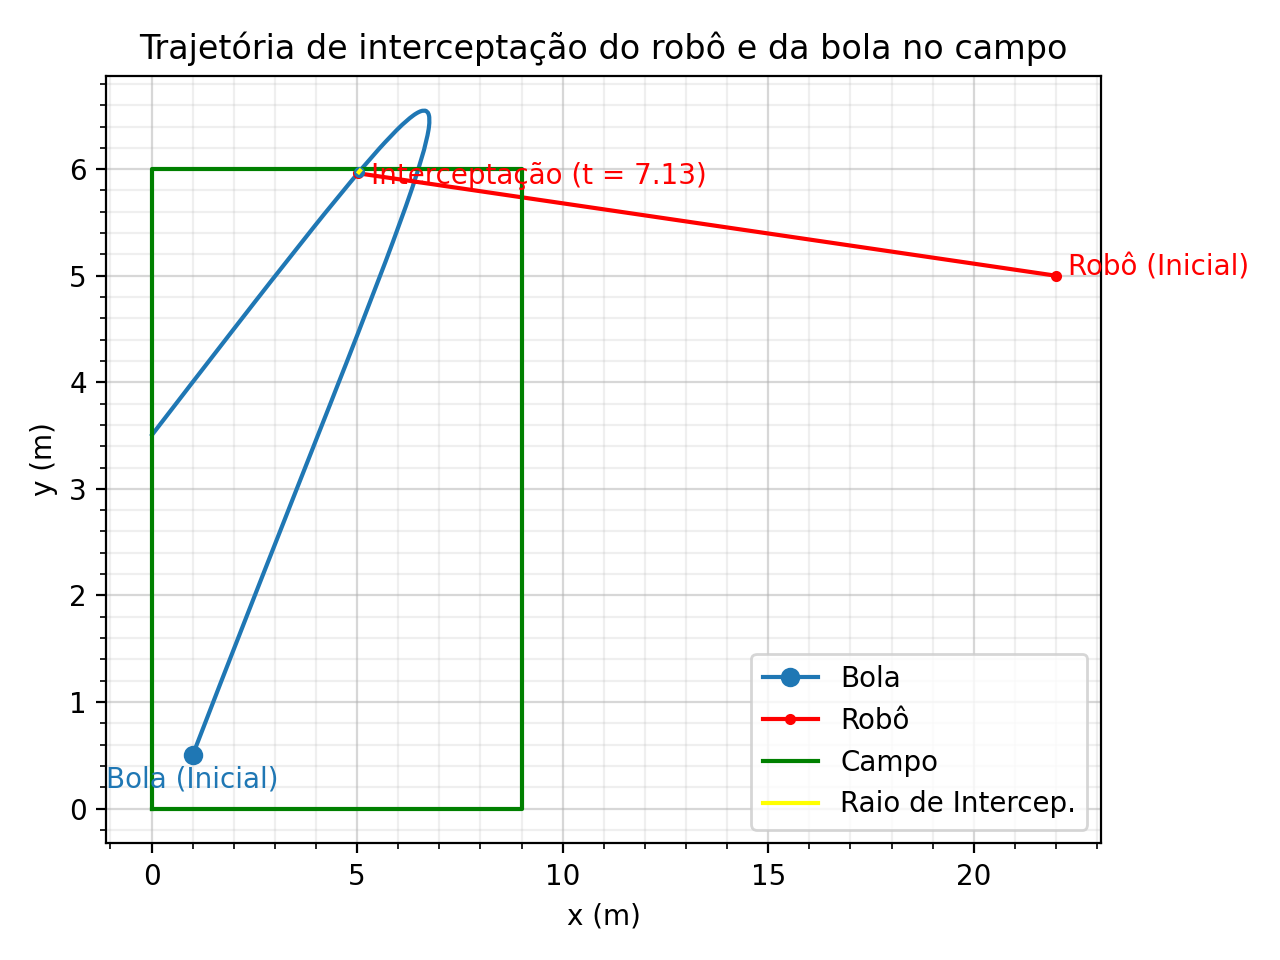 Trajetória de interceptação do robô e da bola no campo
6
5
4
3
2
1
0
y (m)
Interceptação (t = 7.13)
Robô (Inicial)
Bola (Inicial)
Bola
Robô
Campo
Raio de Intercep.
0 5 10 15 20
x (m)